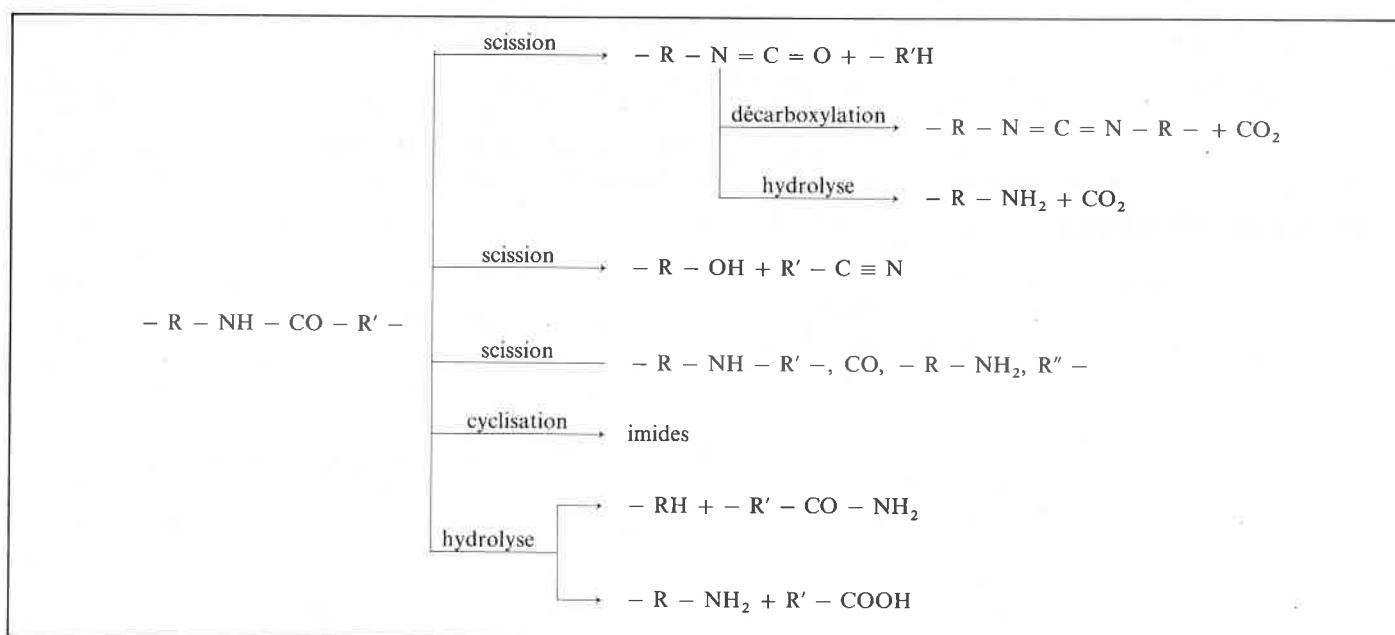 scission
– R – N = C = O + – R'H
décarboxylation
– R – N = C = N – R – + CO₂
hydrolyse
– R – NH₂ + CO₂
scission
– R – OH + R' – C ≡ N
– R – NH – CO – R' –
scission
– R – NH – R' –, CO, – R – NH₂, R" –
cyclisation
imides
– RH + – R' – CO – NH₂
hydrolyse
– R – NH₂ + R' – COOH